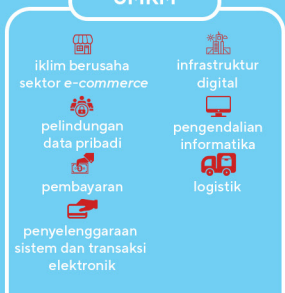 UMKM
iklim berusaha
sektor e-commerce
pelindungan
data pribadi
pembayaran
penyelenggaraan
sistem dan transaksi
elektronik
infrastruktur
digital
pengendalian
informatika
logistik